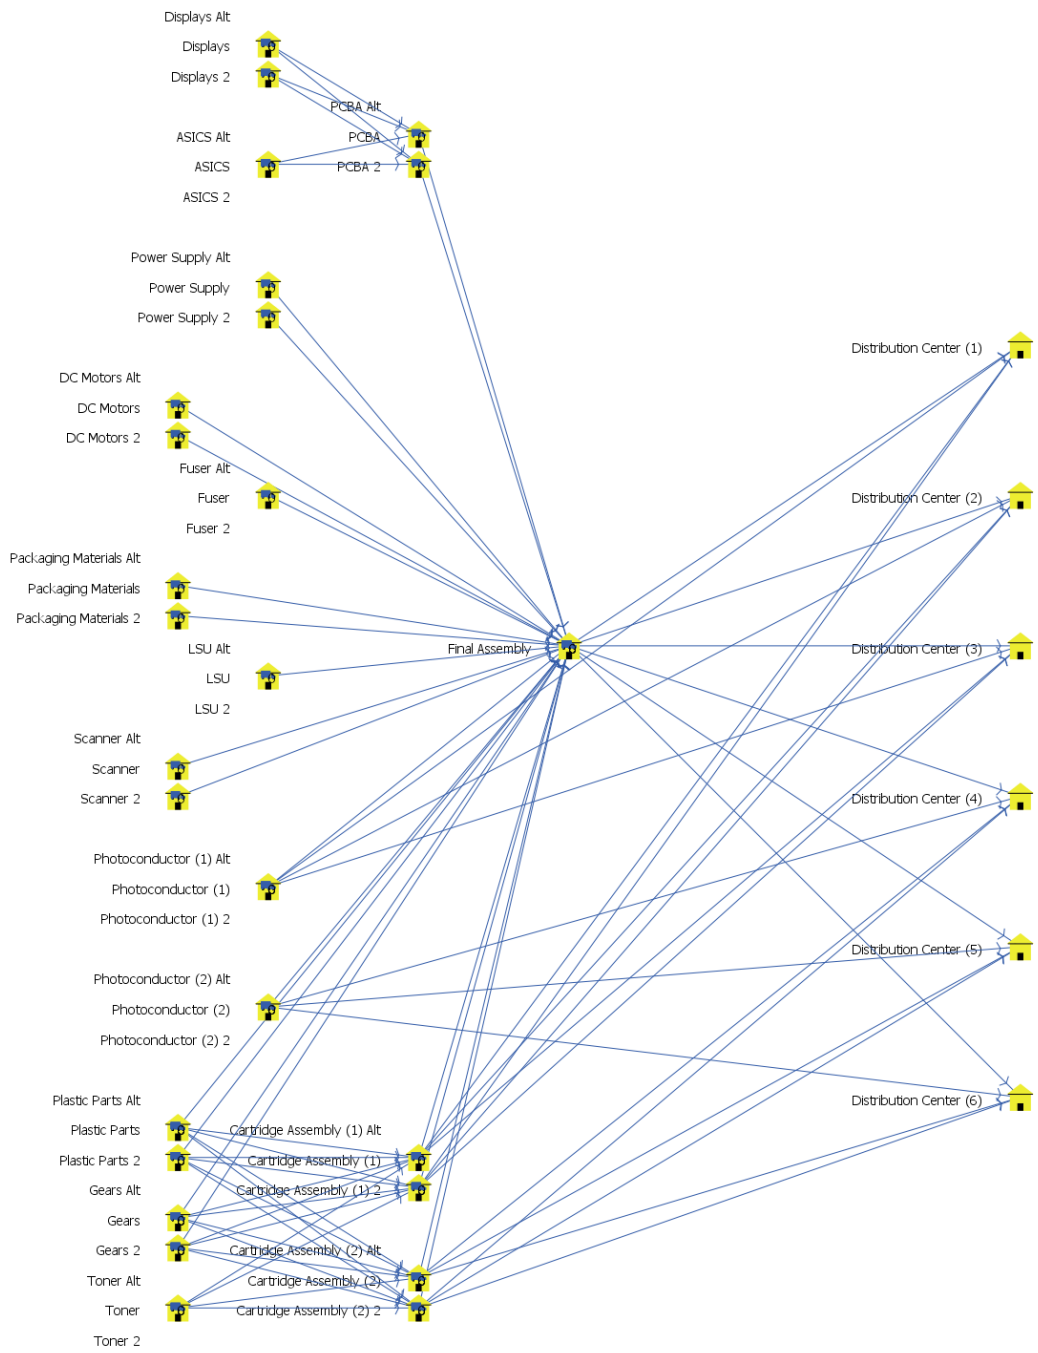 Displays Alt
Displays
Displays 2
PCBA Alt
ASICS Alt
PCBA
ASICS
PCBA 2
ASICS 2
Power Supply Alt
Power Supply
Power Supply 2
Distribution Center (1)
DC Motors Alt
DC Motors
DC Motors 2
Fuser Alt
Fuser
Distribution Center (2)
Fuser 2
Packaging Materials Alt
Packaging Materials
Packaging Materials 2
LSU Alt
Final Assembly
Distribution Center (3)
LSU
LSU 2
Scanner Alt
Scanner
Scanner 2
Distribution Center (4)
Photoconductor (1) Alt
Photoconductor (1)
Photoconductor (1) 2
Distribution Center (5)
Photoconductor (2) Alt
Photoconductor (2)
Photoconductor (2) 2
Plastic Parts Alt
Distribution Center (6)
Plastic Parts
Cartridge Assembly (1) Alt
Plastic Parts 2
Cartridge Assembly (1)
Gears Alt
Cartridge Assembly (1) 2
Gears
Gears 2
Cartridge Assembly (2) Alt
Toner Alt
Cartridge Assembly (2)
Toner
Cartridge Assembly (2) 2
Toner 2